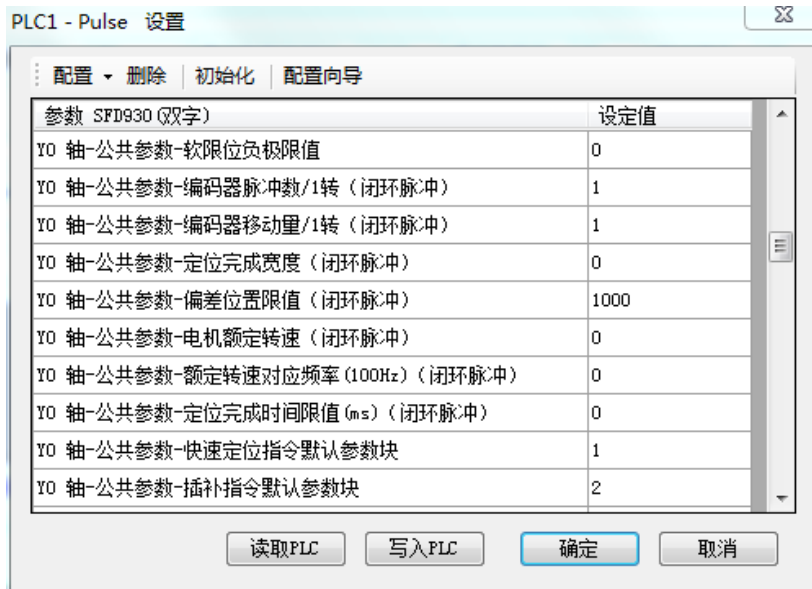 PLC1 - Pulse 设置
配置 删除 初始化 配置向导
参数 SFD930(双字) 设定值
Y0 轴-公共参数-软限位负极限值 0
Y0 轴-公共参数-编码器脉冲数/1转（闭环脉冲） 1
Y0 轴-公共参数-编码器移动量/1转（闭环脉冲） 1
Y0 轴-公共参数-定位完成宽度（闭环脉冲） 0
Y0 轴-公共参数-偏差位置限值（闭环脉冲） 1000
Y0 轴-公共参数-电机额定转速（闭环脉冲） 0
Y0 轴-公共参数-额定转速对应频率(100Hz)（闭环脉冲） 0
Y0 轴-公共参数-定位完成时间限值(ms)（闭环脉冲） 0
Y0 轴-公共参数-快速定位指令默认参数块 1
Y0 轴-公共参数-插补指令默认参数块 2
读取PLC 写入PLC 确定 取消